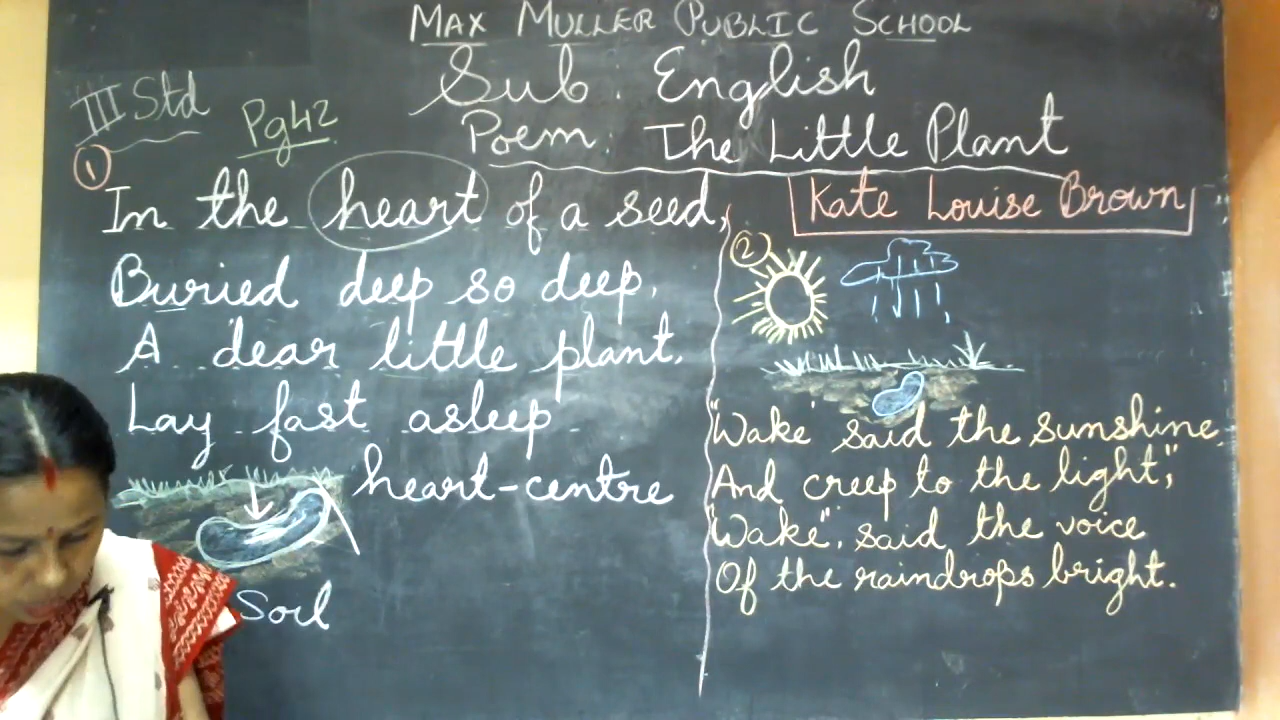 MAX MULLER PUBLIC SCHOOL
Sub. English
III Std
Pg 42
Poem. The Little Plant
Kate Louise Brown
1
In the heart of a seed,
Buried deep so deep,
A dear little plant,
Lay fast asleep
heart-centre
Soil
2
"Wake" said the sunshine,
And creep to the light,"
"Wake", said the voice
Of the raindrops bright.